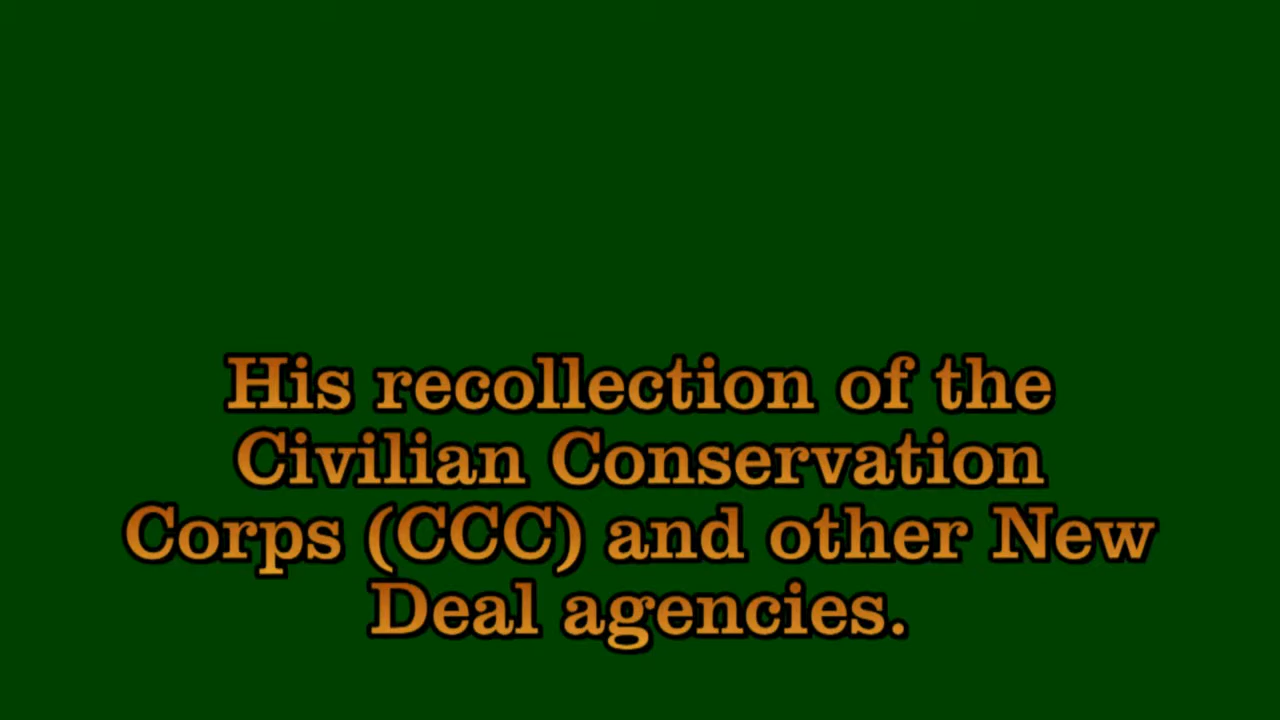 His recollection of the
Civilian Conservation
Corps (CCC) and other New
Deal agencies.